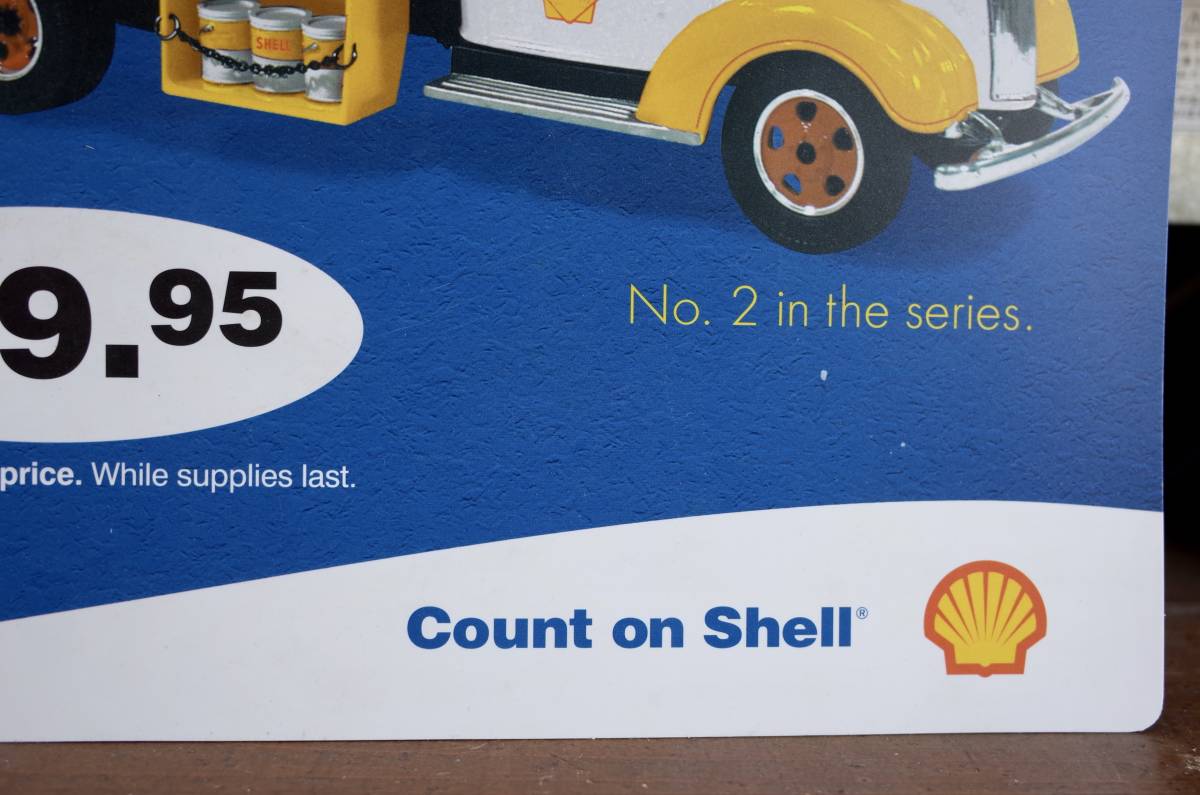 SHELL
9.95
No. 2 in the series.
price. While supplies last.
Count on Shell®